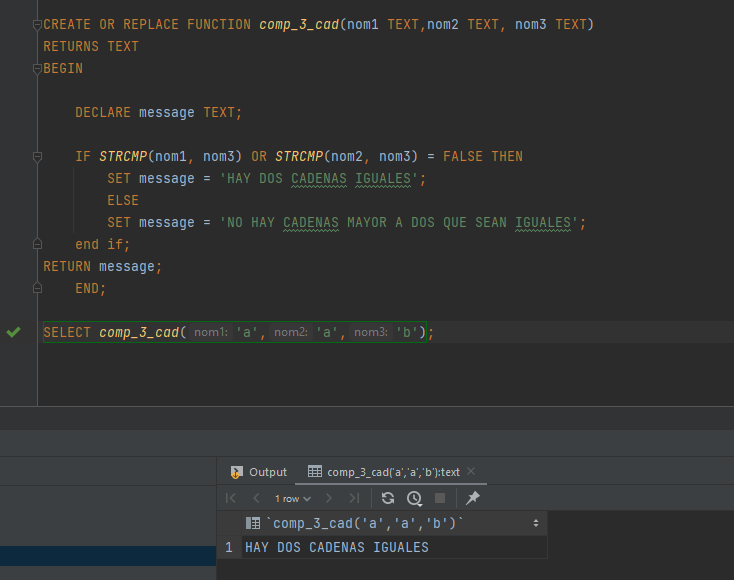 CREATE OR REPLACE FUNCTION comp_3_cad(nom1 TEXT,nom2 TEXT, nom3 TEXT)
RETURNS TEXT
BEGIN
DECLARE message TEXT;
IF STRCMP(nom1, nom3) OR STRCMP(nom2, nom3) = FALSE THEN
SET message = 'HAY DOS CADENAS IGUALES';
ELSE
SET message = 'NO HAY CADENAS MAYOR A DOS QUE SEAN IGUALES';
end if;
RETURN message;
END;
SELECT comp_3_cad( nom1: 'a', nom2: 'a', nom3: 'b');
Output comp_3_cad('a','a','b'):text
1 row
`comp_3_cad('a','a','b')`
1 HAY DOS CADENAS IGUALES